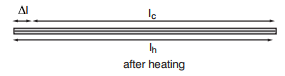 Δl lc
lh
after heating